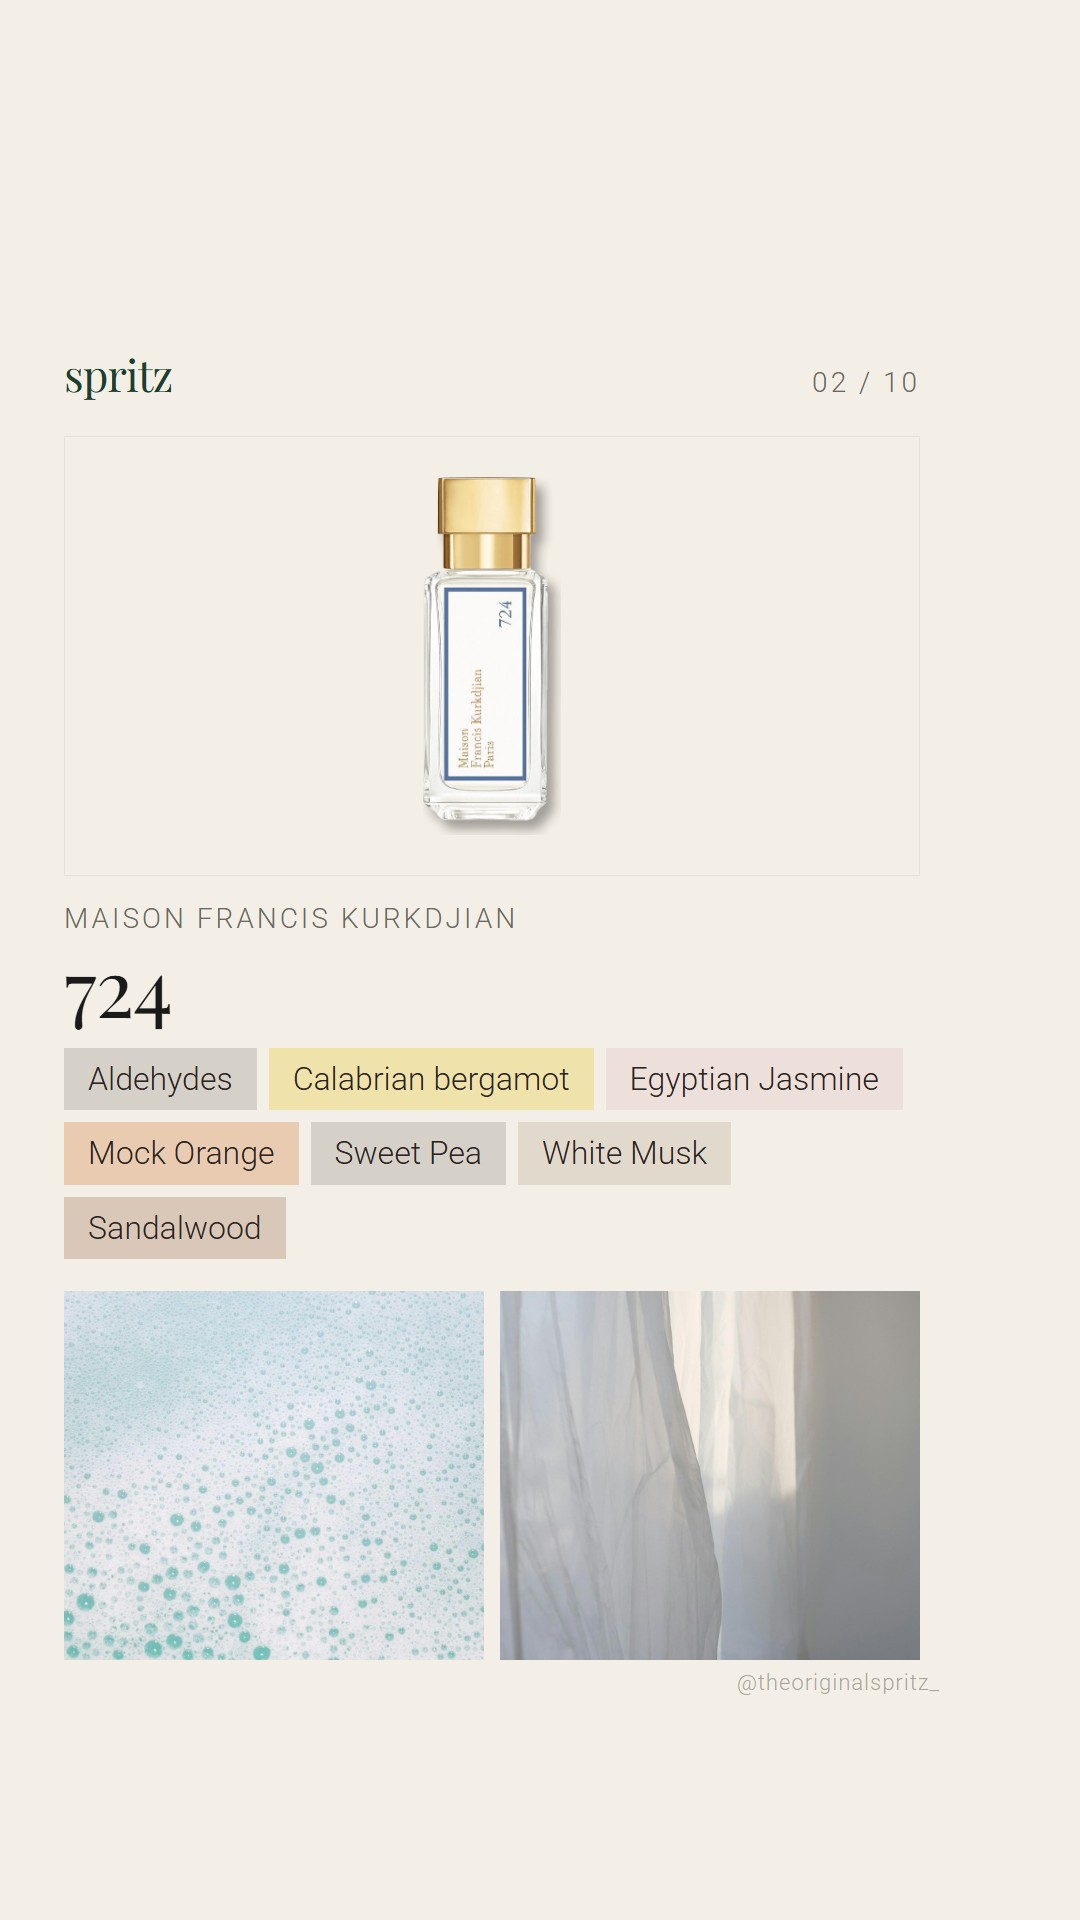 spritz
02 / 10
724
Maison
Francis Kurkdjian
Paris
MAISON FRANCIS KURKDJIAN
724
Aldehydes
Calabrian bergamot
Egyptian Jasmine
Mock Orange
Sweet Pea
White Musk
Sandalwood
@theoriginalspritz_